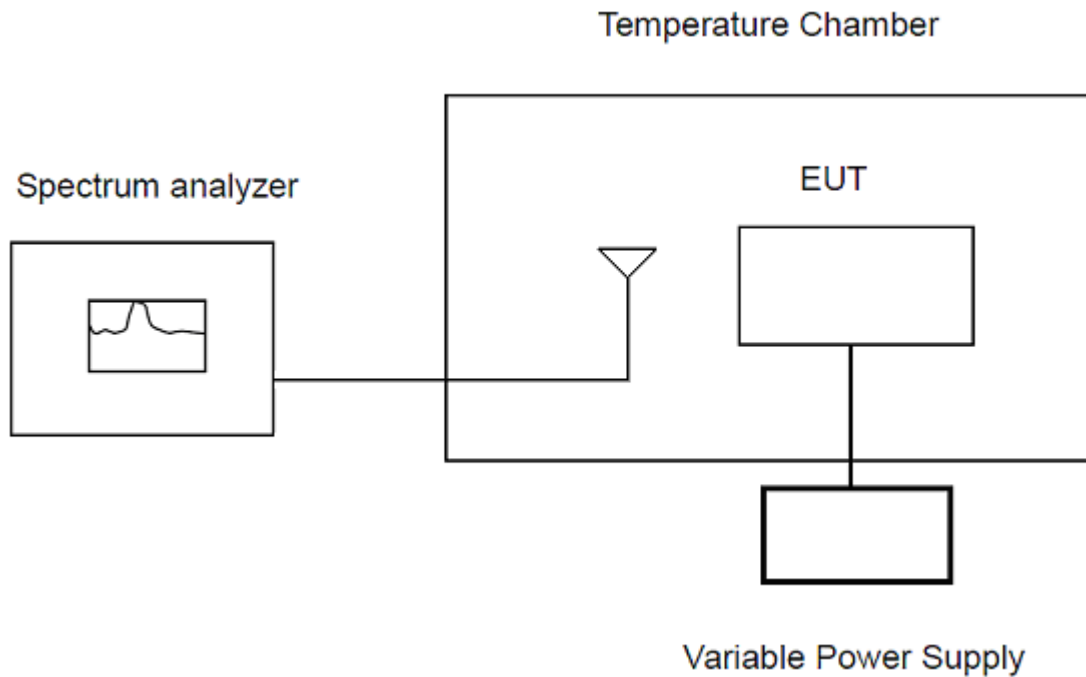 Temperature Chamber
Spectrum analyzer
EUT
Variable Power Supply